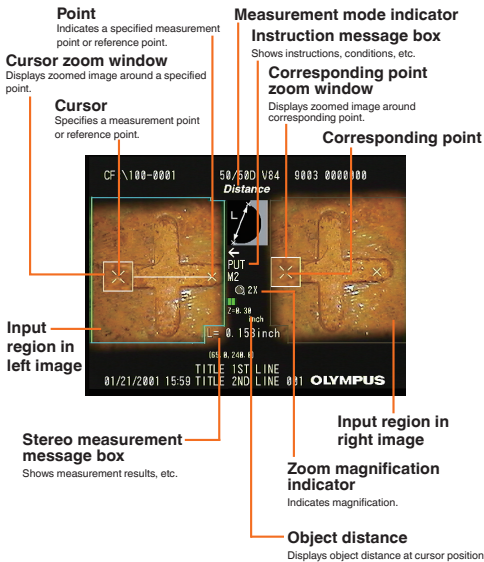 Point
Indicates a specified measurement
point or reference point.
Measurement mode indicator
Instruction message box
Shows instructions, conditions, etc.
Cursor zoom window
Displays zoomed image around a specified
point.
Corresponding point
zoom window
Displays zoomed image around
corresponding point.
Cursor
Specifies a measurement point
or reference point.
Corresponding point
CF \100-0001 50/50D V84 9003 0000000
Distance
L
PUT
M2
2X
Z=0.30
inch
L= 0.153inch
(65.0,240.0)
TITLE 1ST LINE
01/21/2001 15:59 TITLE 2ND LINE 001 OLYMPUS
Input
region in
left image
Input region in
right image
Stereo measurement
message box
Shows measurement results, etc.
Zoom magnification
indicator
Indicates magnification.
Object distance
Displays object distance at cursor position